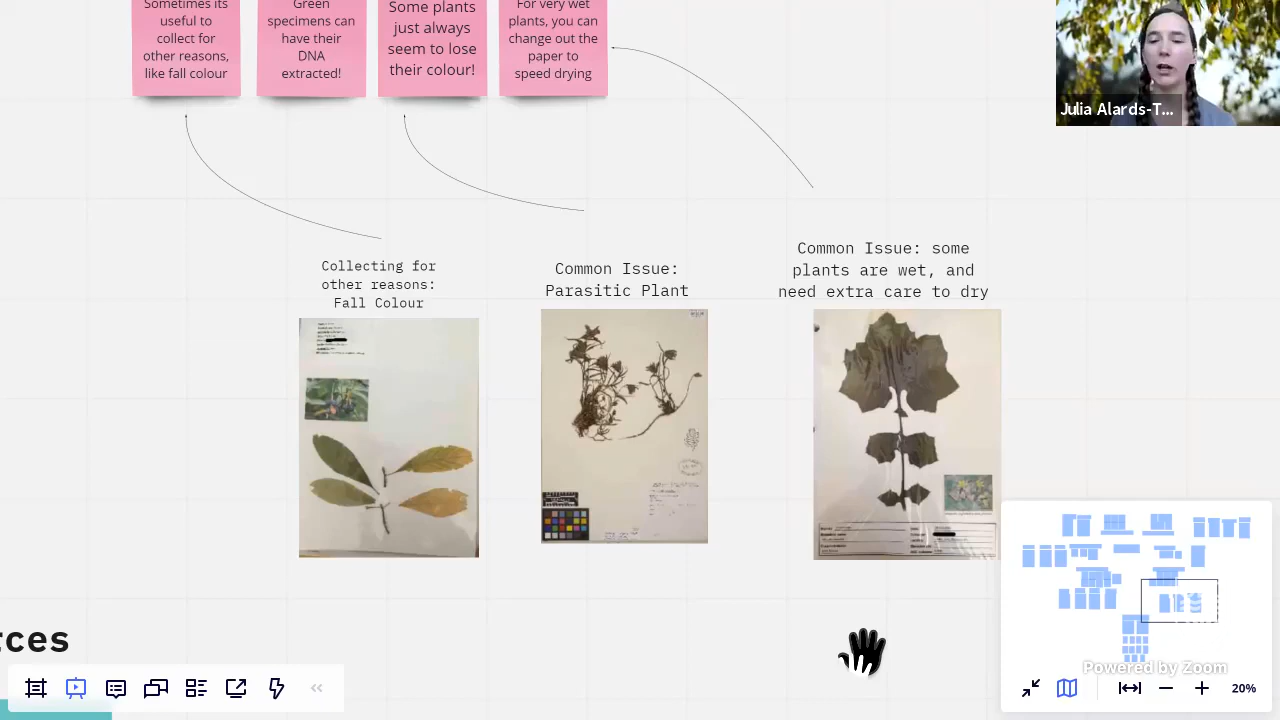 Sometimes its
useful to
collect for
other reasons,
like fall colour
Green
specimens can
have their
DNA
extracted!
Some plants
just always
seem to lose
their colour
For very wet
plants, you can
change out the
paper to
speed drying
Julia Alards-T...
Collecting for
other reasons:
Fall Colour
Common Issue:
Parasitic Plant
Common Issue: some
plants are wet, and
need extra care to dry
rces
Powered by Zoom
20%